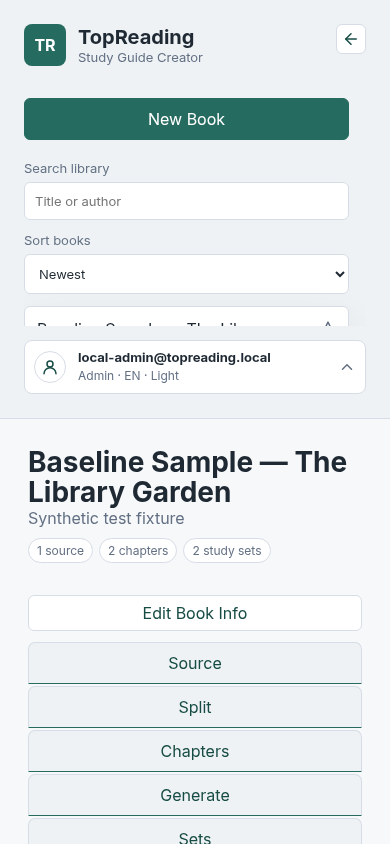 TR
TopReading
Study Guide Creator
New Book
Search library
Title or author
Sort books
Newest
local-admin@topreading.local
Admin · EN · Light
Baseline Sample — The
Library Garden
Synthetic test fixture
1 source
2 chapters
2 study sets
Edit Book Info
Source
Split
Chapters
Generate
Sets